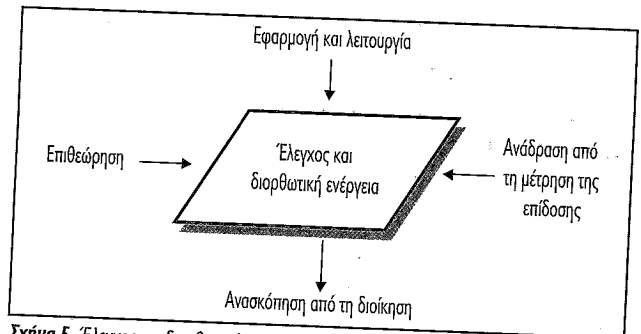 Εφαρμογή και λειτουργία
Επιθεώρηση
Έλεγχος και
διορθωτική ενέργεια
Ανάδραση από
τη μέτρηση της
επίδοσης
Ανασκόπηση από τη διοίκηση
Σχήμα 5. Έλεγχος